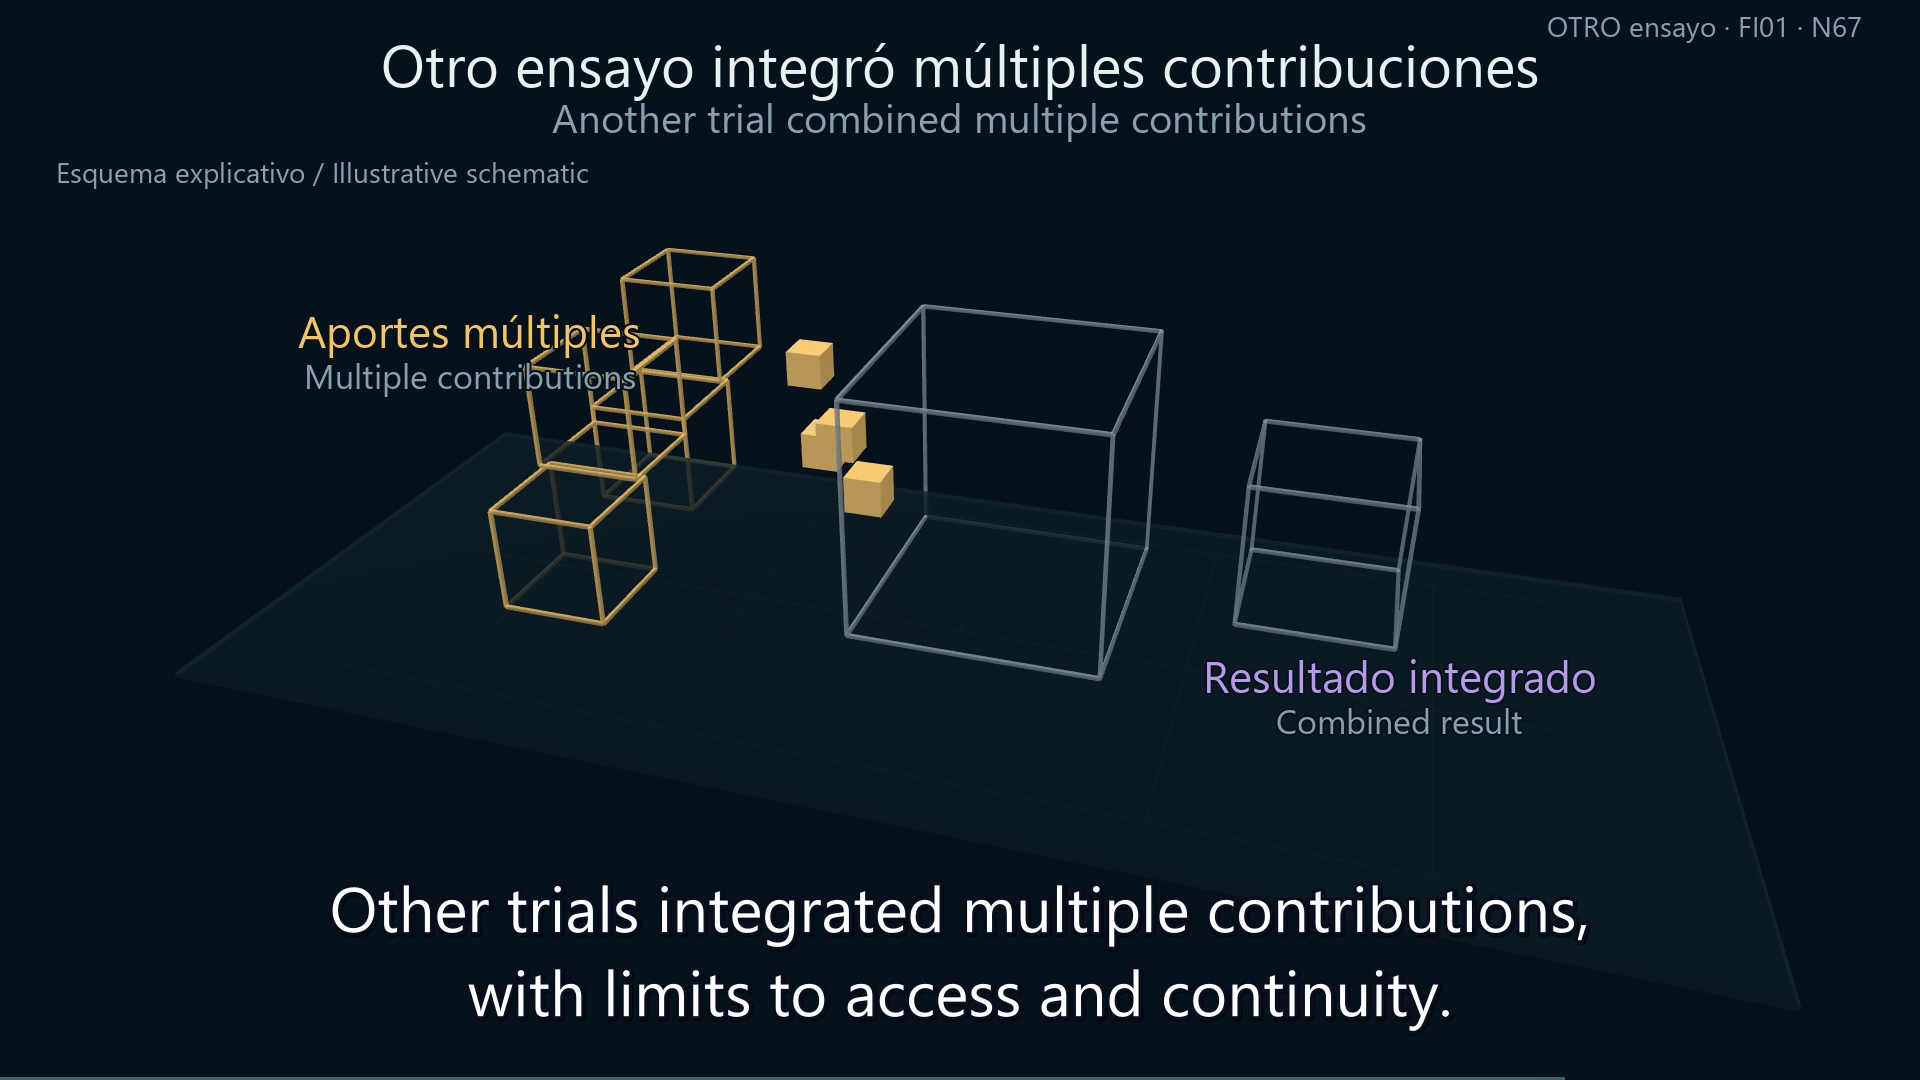 OTRO ensayo · FI01 · N67
Otro ensayo integró múltiples contribuciones
Another trial combined multiple contributions
Esquema explicativo / Illustrative schematic
Aportes múltiples
Multiple contributions
Resultado integrado
Combined result
Other trials integrated multiple contributions,
with limits to access and continuity.